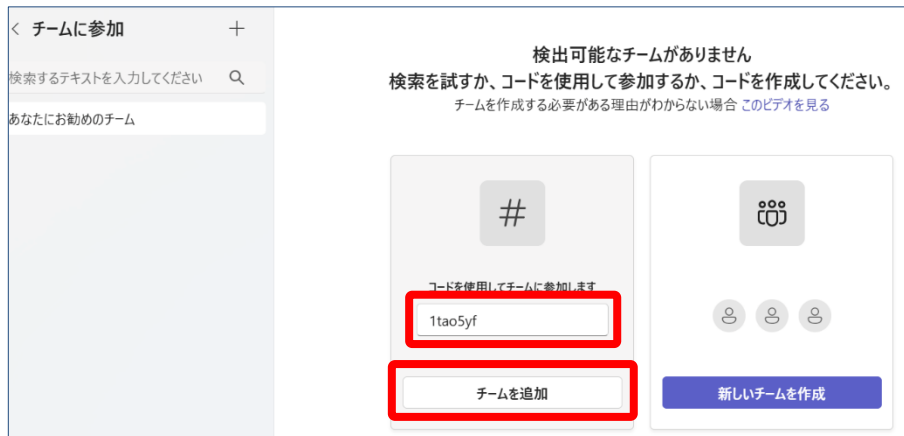 チームに参加
検索するテキストを入力してください
あなたにお勧めのチーム
検出可能なチームがありません
検索を試すか、コードを使用して参加するか、コードを作成してください。
チームを作成する必要がある理由がわからない場合 このビデオを見る
コードを使用してチームに参加します
1tao5yf
チームを追加
新しいチームを作成